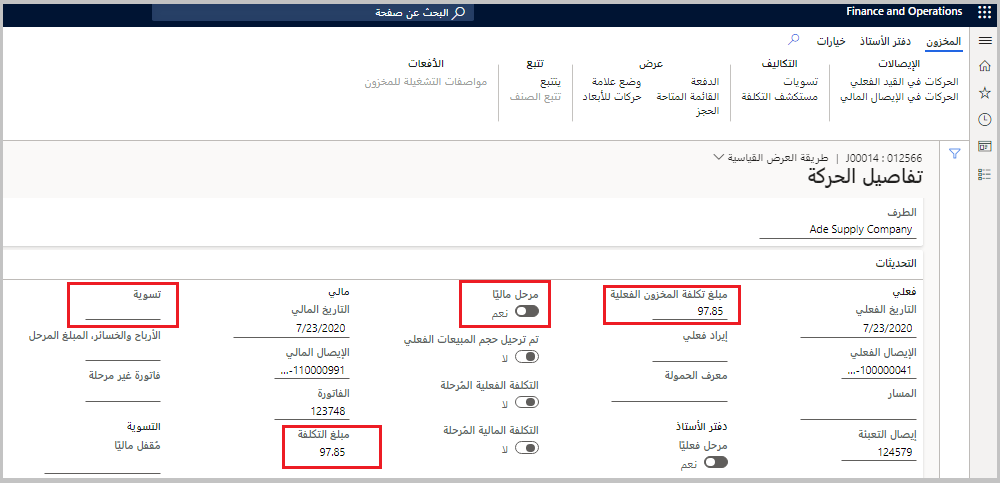 Finance and Operations
البحث عن صفحة
المخزون دفتر الأستاذ خيارات
الإيصالات
الحركات في القيد الفعلي
الحركات في الإيصال المالي
التكاليف
تسويات
مستكشف التكلفة
عرض
الدفعة
القائمة المتاحة
الحجز
وضع علامة
حركات للأبعاد
تتبع
يتتبع
تتبع الصنف
الأفعات
مواصفات التشغيلة للمخزون
J00014 : 012566 | طريقة العرض القياسية
تفاصيل الحركة
الطرف
Ade Supply Company
التحديثات
فعلي
التاريخ الفعلي
7/23/2020
الإيصال الفعلي
...-100000041
المسار
إيصال التعبئة
124579
مبلغ تكلفة المخزون الفعلية
97.85
إيراد فعلي
معرف الحمولة
دفتر الأستاذ
مرحل فعليًا
نعم
مرحل ماليًا
نعم
تم ترحيل حجم المبيعات الفعلي
لا
التكلفة الفعلية المُرحلة
لا
التكلفة المالية المُرحلة
لا
مالي
التاريخ المالي
7/23/2020
الإيصال المالي
...-110000991
الفاتورة
123748
مبلغ التكلفة
97.85
تسوية
الأرباح والخسائر، المبلغ المرحل
فاتورة غير مرحلة
التسوية
مُقفل ماليًا